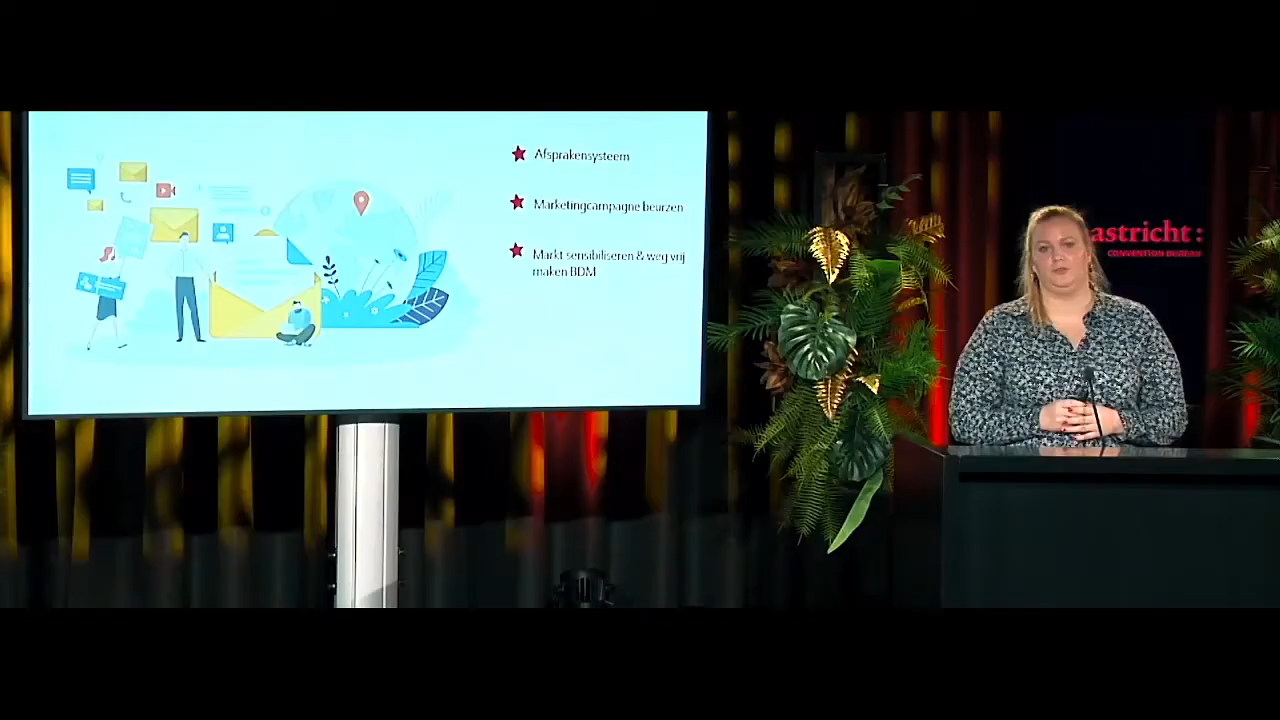 Afsprakensysteem
Marketingcampagne beurzen
Markt sensibiliseren & weg vrij
maken BDM
astricht :
CONVENTION BUREAU